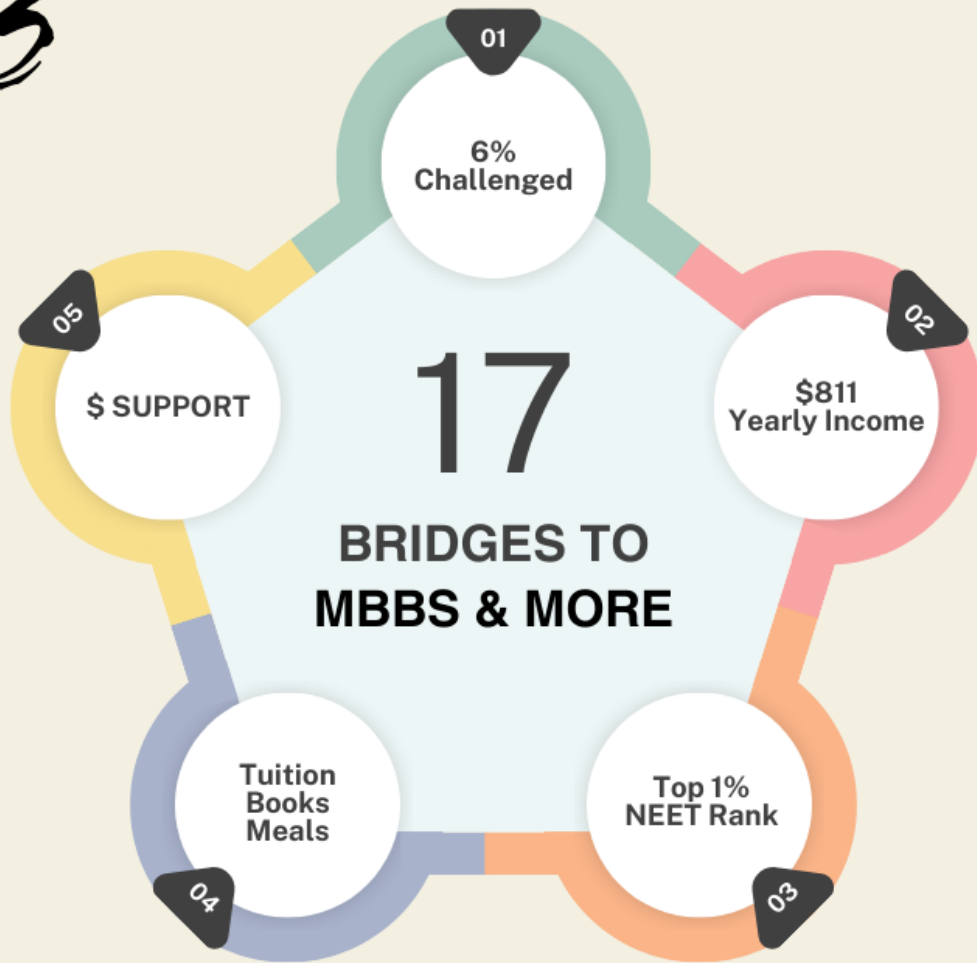 01
6%
Challenged
02
$811
Yearly Income
03
Top 1%
NEET Rank
04
Tuition
Books
Meals
05
$ SUPPORT
17
BRIDGES TO
MBBS & MORE